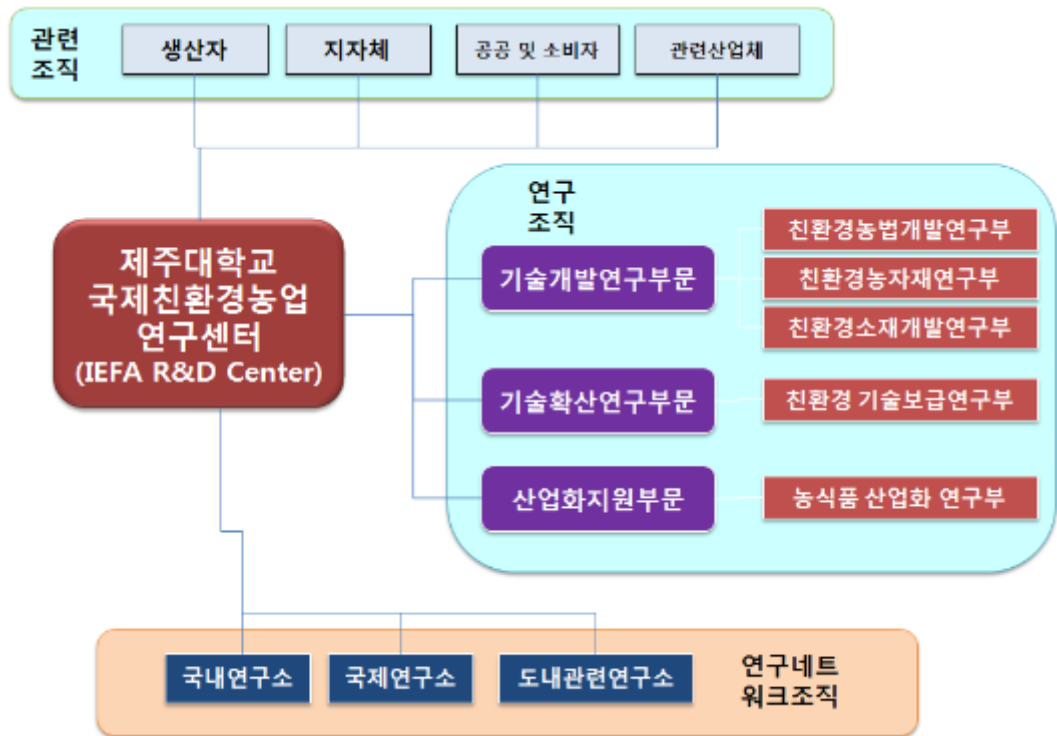 관련
조직
생산자
지자체
공공 및 소비자
관련산업체
제주대학교
국제친환경농업
연구센터
(IEFA R&D Center)
연구
조직
기술개발연구부문
친환경농법개발연구부
친환경농자재연구부
친환경소재개발연구부
기술확산연구부문
친환경 기술보급연구부
산업화지원부문
농식품 산업화 연구부
국내연구소
국제연구소
도내관련연구소
연구네트
워크조직